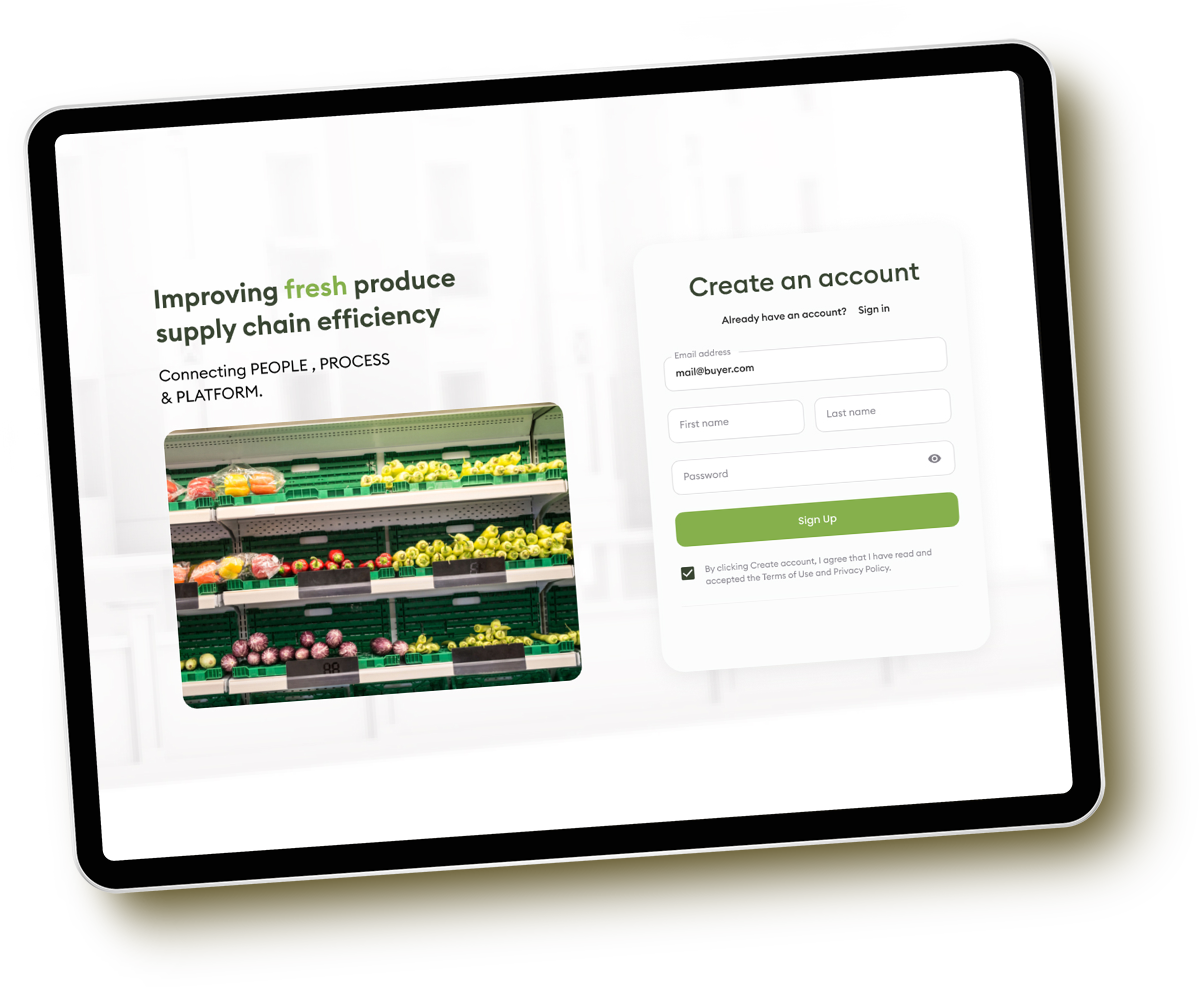 Improving fresh produce
supply chain efficiency
Connecting PEOPLE , PROCESS
& PLATFORM.
Create an account
Already have an account? Sign in
Email address
mail@buyer.com
First name
Last name
Password
Sign Up
By clicking Create account, I agree that I have read and
accepted the Terms of Use and Privacy Policy.